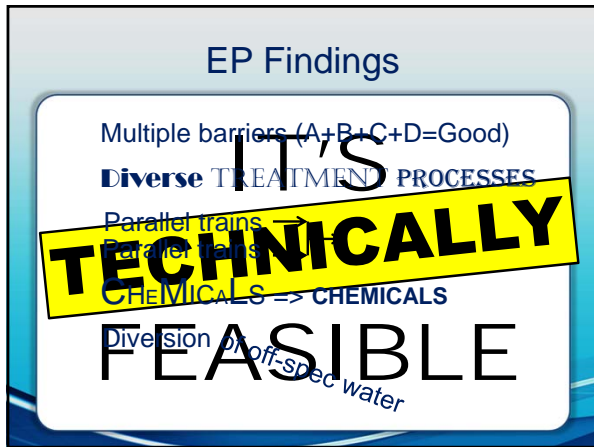 EP Findings
Multiple barriers (A+B+C+D=Good)
IT'S
Diverse TREATMENT PROCESSES
Parallel trains →
Parallel trains → →
TECHNICALLY
CHeMICaLS => CHEMICALS
Diversion of off-spec water
FEASIBLE